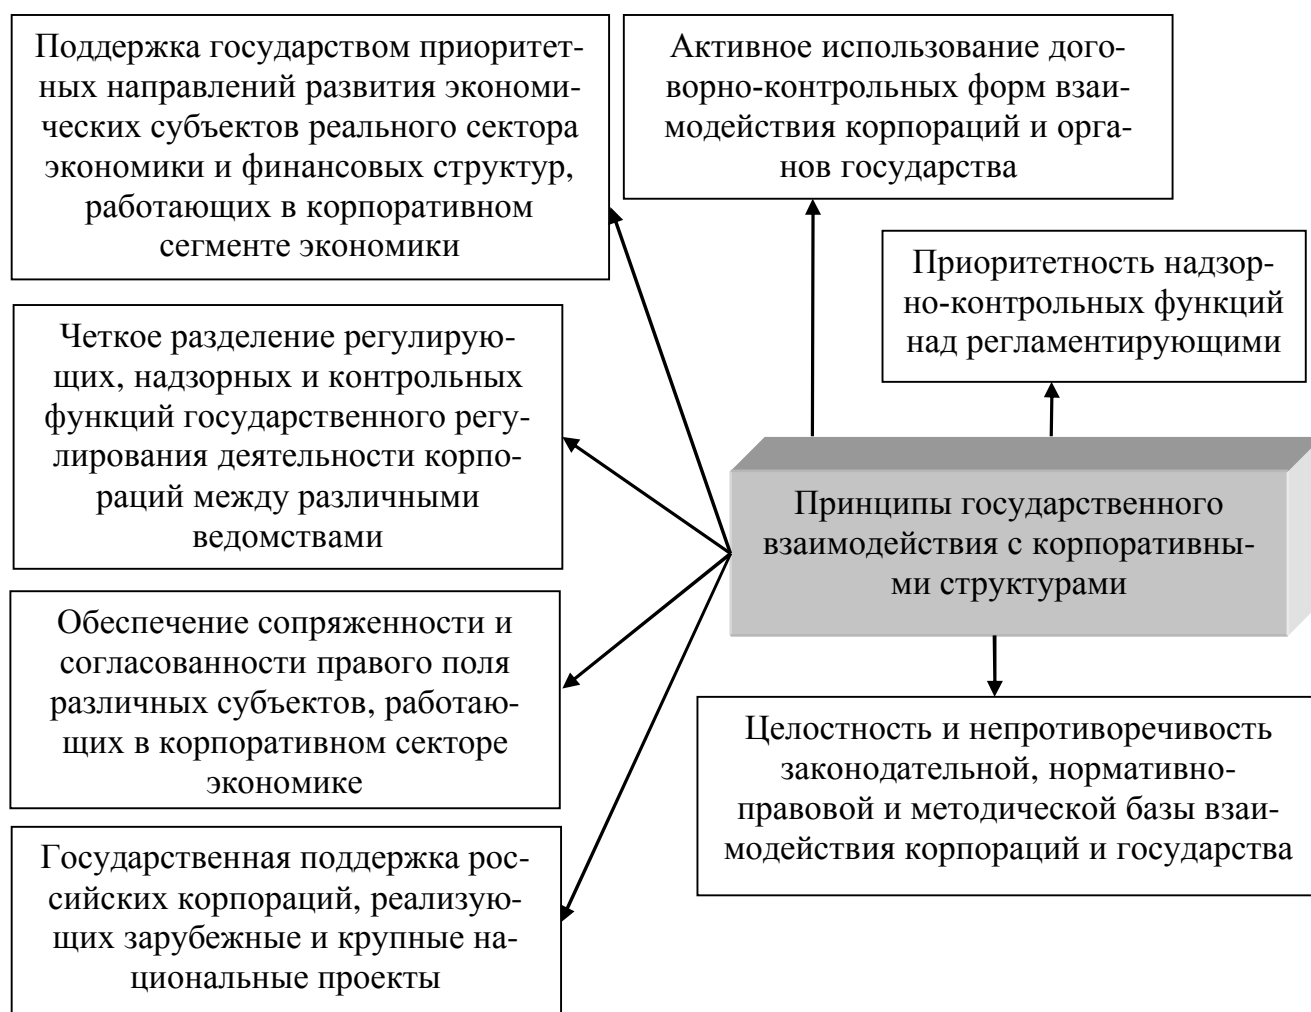 Поддержка государством приоритет-
ных направлений развития экономи-
ческих субъектов реального сектора
экономики и финансовых структур,
работающих в корпоративном
сегменте экономики
Активное использование дого-
ворно-контрольных форм взаи-
модействия корпораций и орга-
нов государства
Приоритетность надзор-
но-контрольных функций
над регламентирующими
Четкое разделение регулирую-
щих, надзорных и контрольных
функций государственного регу-
лирования деятельности корпо-
раций между различными
ведомствами
Принципы государственного
взаимодействия с корпоративны-
ми структурами
Обеспечение сопряженности и
согласованности правого поля
различных субъектов, работаю-
щих в корпоративном секторе
экономике
Целостность и непротиворечивость
законодательной, нормативно-
правовой и методической базы взаи-
модействия корпораций и государства
Государственная поддержка рос-
сийских корпораций, реализую-
щих зарубежные и крупные на-
циональные проекты